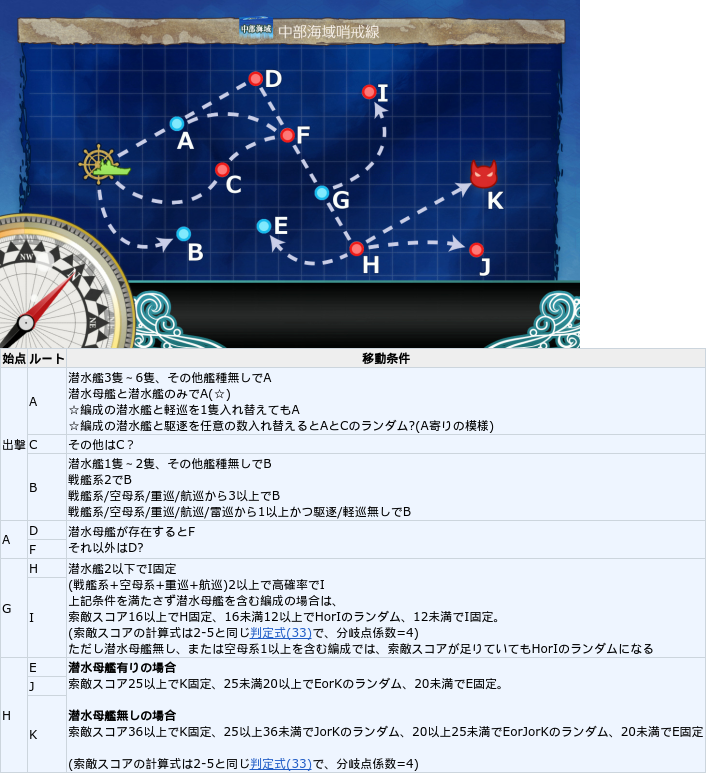 中部海域 中部海域哨戒線
D
I
A
F
C
K
G
E
B
H
J
NW
N
NE
始点 ルート 移動条件
出撃
A
潜水艦3隻～6隻、その他艦種無しでA
潜水母艦と潜水艦のみでA(☆)
☆編成の潜水艦と軽巡を1隻入れ替えてもA
☆編成の潜水艦と駆逐を任意の数入れ替えるとAとCのランダム?(A寄りの模様)
C その他はC？
B
潜水艦1隻～2隻、その他艦種無しでB
戦艦系2でB
戦艦系/空母系/重巡/航巡から3以上でB
戦艦系/空母系/重巡/航巡/雷巡から1以上かつ駆逐/軽巡無しでB
A
D 潜水母艦が存在するとF
F それ以外はD?
G
H 潜水艦2以下でI固定
I
(戦艦系+空母系+重巡+航巡)2以上で高確率でI
上記条件を満たさず潜水母艦を含む編成の場合は、
索敵スコア16以上でH固定、16未満12以上でHorIのランダム、12未満でI固定。
(索敵スコアの計算式は2-5と同じ判定式(33)で、分岐点係数=4)
ただし潜水母艦無し、または空母系1以上を含む編成では、索敵スコアが足りていてもHorIのランダムになる
H
E 潜水母艦有りの場合
J 索敵スコア25以上でK固定、25未満20以上でEorKのランダム、20未満でE固定。
K
潜水母艦無しの場合
索敵スコア36以上でK固定、25以上36未満でJorKのランダム、20以上25未満でEorJorKのランダム、20未満でE固定
(索敵スコアの計算式は2-5と同じ判定式(33)で、分岐点係数=4)